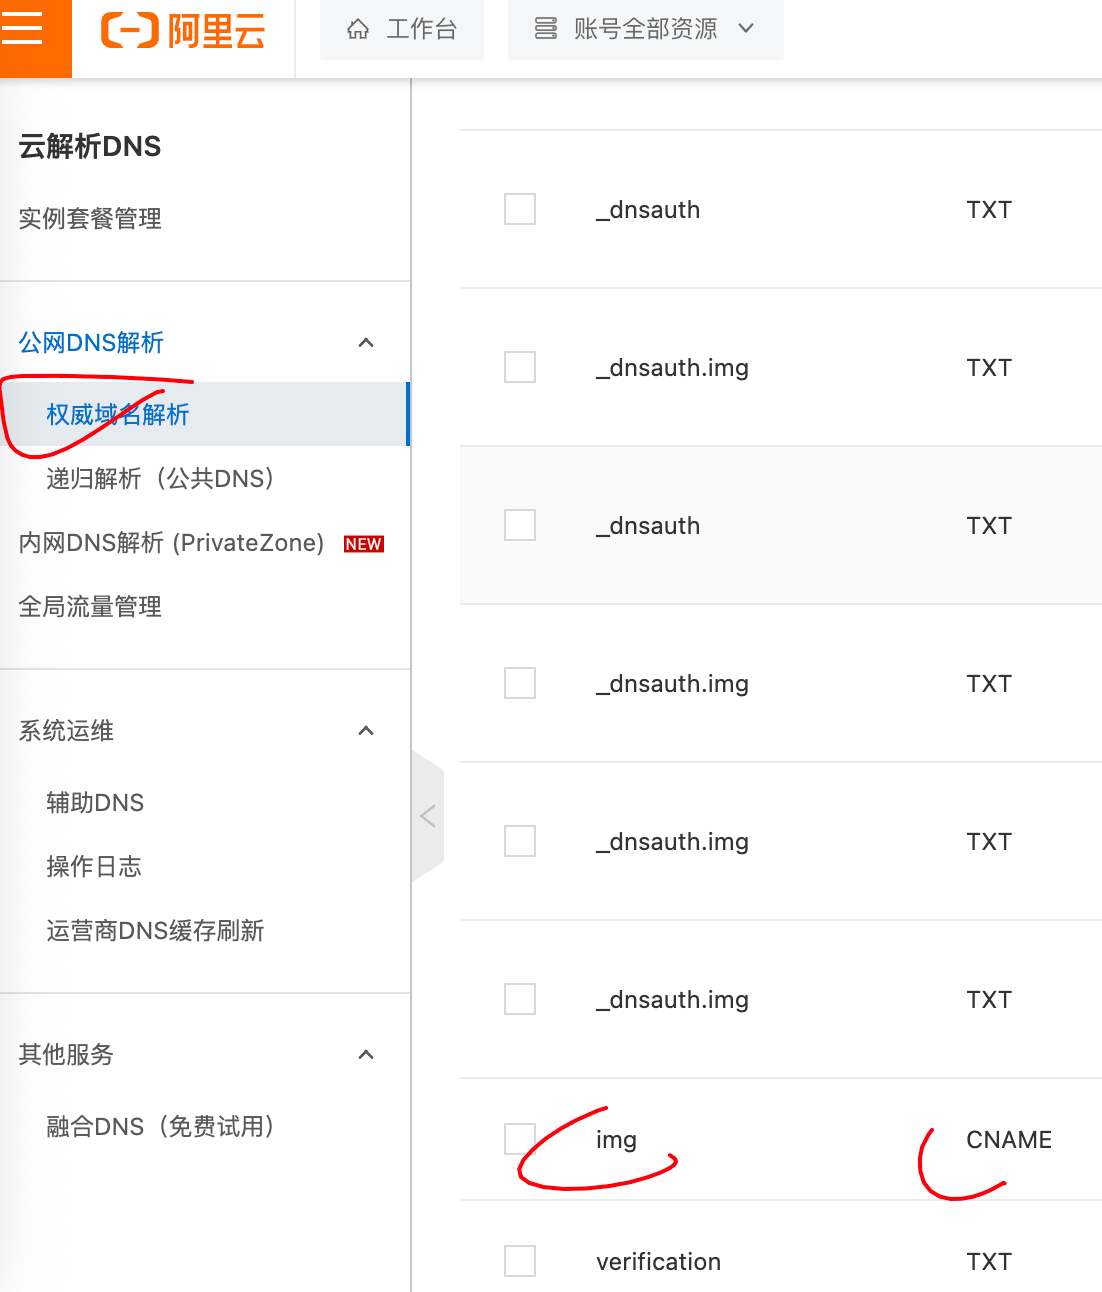 阿里云
工作台
账号全部资源
云解析DNS
实例套餐管理
公网DNS解析
权威域名解析
递归解析（公共DNS）
内网DNS解析 (PrivateZone) NEW
全局流量管理
系统运维
辅助DNS
操作日志
运营商DNS缓存刷新
其他服务
融合DNS（免费试用）
_dnsauth TXT
_dnsauth.img TXT
_dnsauth TXT
_dnsauth.img TXT
_dnsauth.img TXT
_dnsauth.img TXT
img CNAME
verification TXT